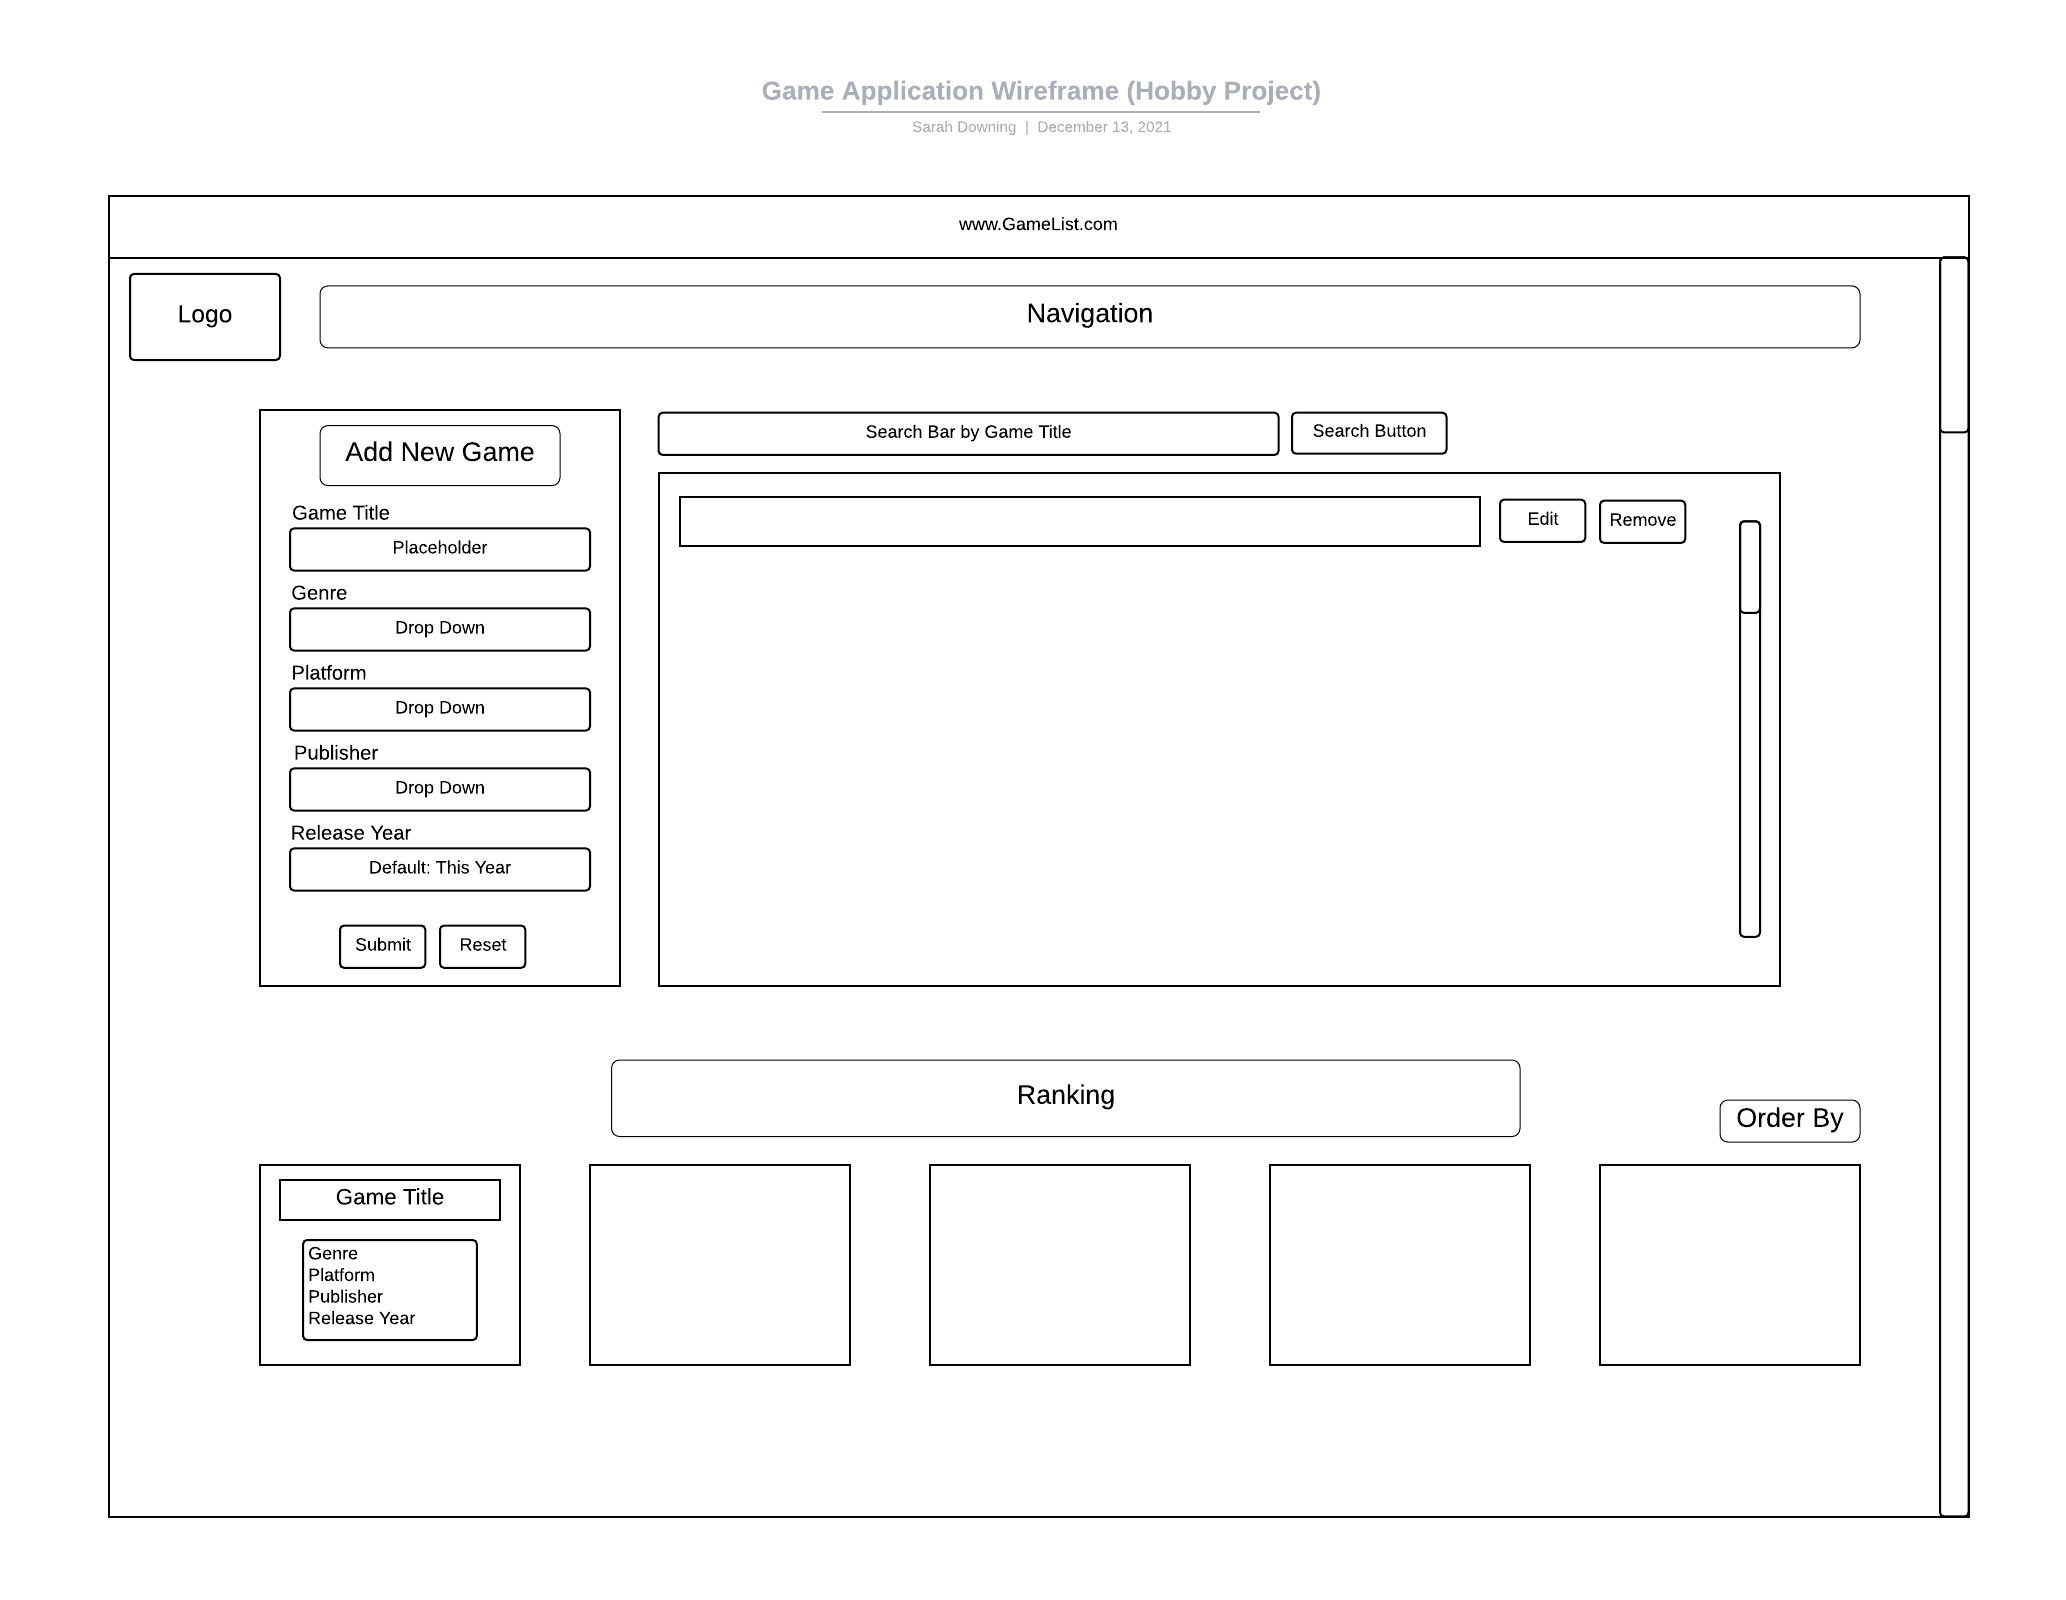 Game Application Wireframe (Hobby Project)
Sarah Downing | December 13, 2021
www.GameList.com
Logo
Navigation
Add New Game
Game Title
Placeholder
Genre
Drop Down
Platform
Drop Down
Publisher
Drop Down
Release Year
Default: This Year
Submit
Reset
Search Bar by Game Title
Search Button
Edit
Remove
Ranking
Order By
Game Title
Genre
Platform
Publisher
Release Year